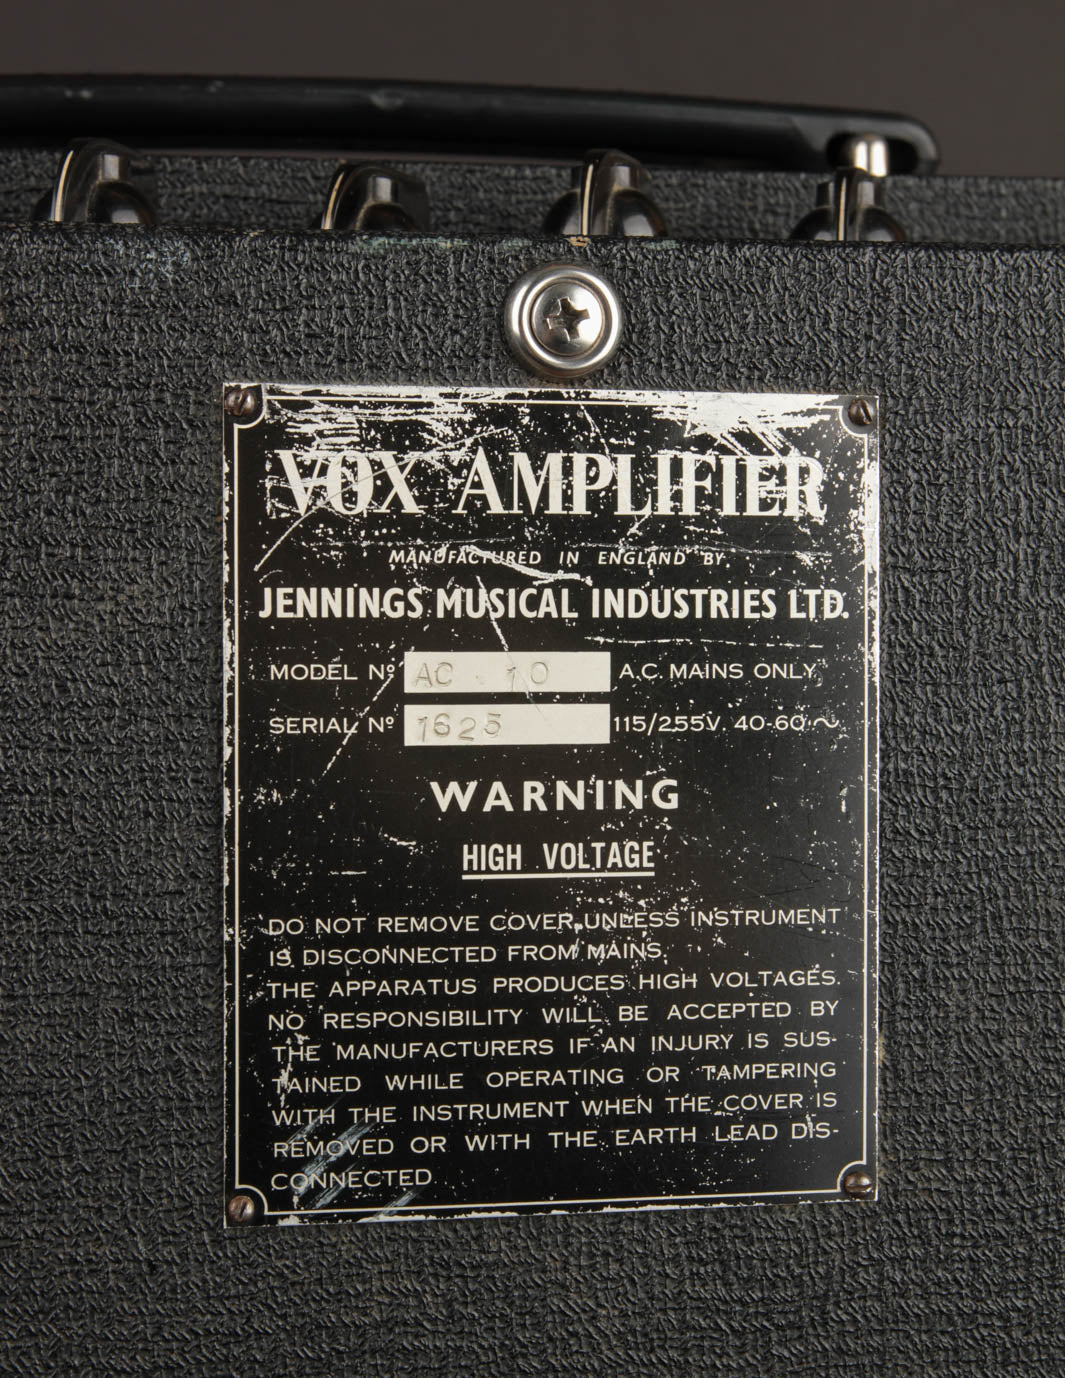 VOX AMPLIFIER
MANUFACTURED IN ENGLAND BY
JENNINGS MUSICAL INDUSTRIES LTD.
MODEL Nº AC 10 A.C. MAINS ONLY
SERIAL Nº 1625 115/255V 40-60~
WARNING
HIGH VOLTAGE
DO NOT REMOVE COVER UNLESS INSTRUMENT
IS DISCONNECTED FROM MAINS.
THE APPARATUS PRODUCES HIGH VOLTAGES.
NO RESPONSIBILITY WILL BE ACCEPTED BY
THE MANUFACTURERS IF AN INJURY IS SUS-
TAINED WHILE OPERATING OR TAMPERING
WITH THE INSTRUMENT WHEN THE COVER IS
REMOVED OR WITH THE EARTH LEAD DIS-
CONNECTED